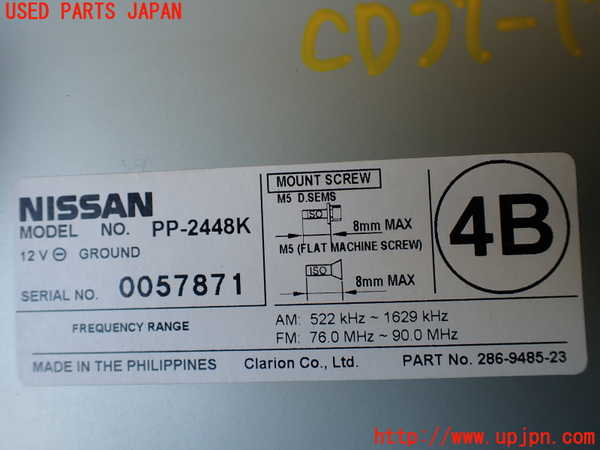 USED PARTS JAPAN
NISSAN
MODEL NO. PP-2448K
12 V ⊖ GROUND
SERIAL NO. 0057871
MOUNT SCREW
M5 D.SEMS
ISO
8mm MAX
M5 (FLAT MACHINE SCREW)
ISO
8mm MAX
4B
FREQUENCY RANGE
AM: 522 kHz ~ 1629 kHz
FM: 76.0 MHz ~ 90.0 MHz
MADE IN THE PHILIPPINES
Clarion Co., Ltd.
PART No. 286-9485-23
http://www.upjpn.com/